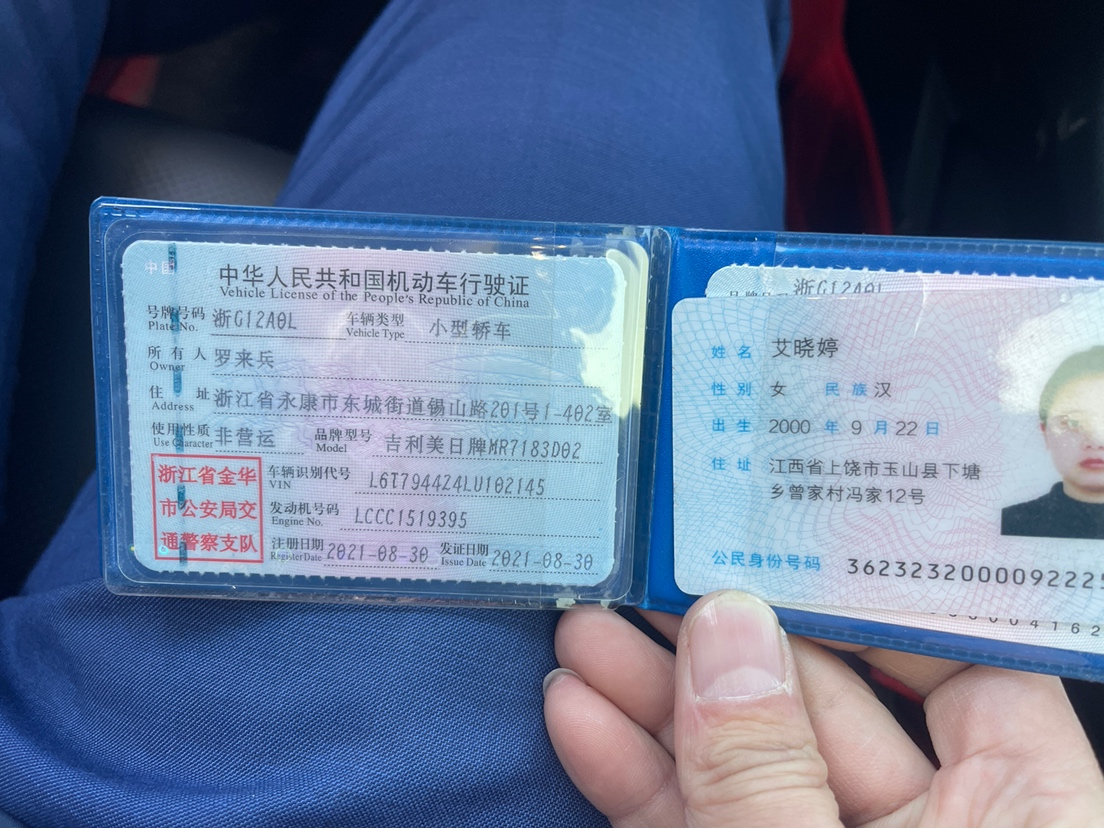 中国
中华人民共和国机动车行驶证
Vehicle License of the People's Republic of China
号牌号码 浙G12A0L 车辆类型 小型轿车
Plate No. Vehicle Type
所有人 罗来兵
Owner
住址 浙江省永康市东城街道锡山路201号1-402室
Address
使用性质 非营运 品牌型号 吉利美日牌MR7183D02
Use Character Model
浙江省金华
市公安局交
通警察支队
车辆识别代号 L6T794424LU102145
VIN
发动机号码 LCCC1519395
Engine No.
注册日期 2021-08-30 发证日期 2021-08-30
Register Date Issue Date
号牌号码 浙G12A0L
姓名 艾晓婷
性别 女 民族 汉
出生 2000 年 9 月 22 日
住址 江西省上饶市玉山县下塘
乡曾家村冯家12号
公民身份号码 3623232000092225